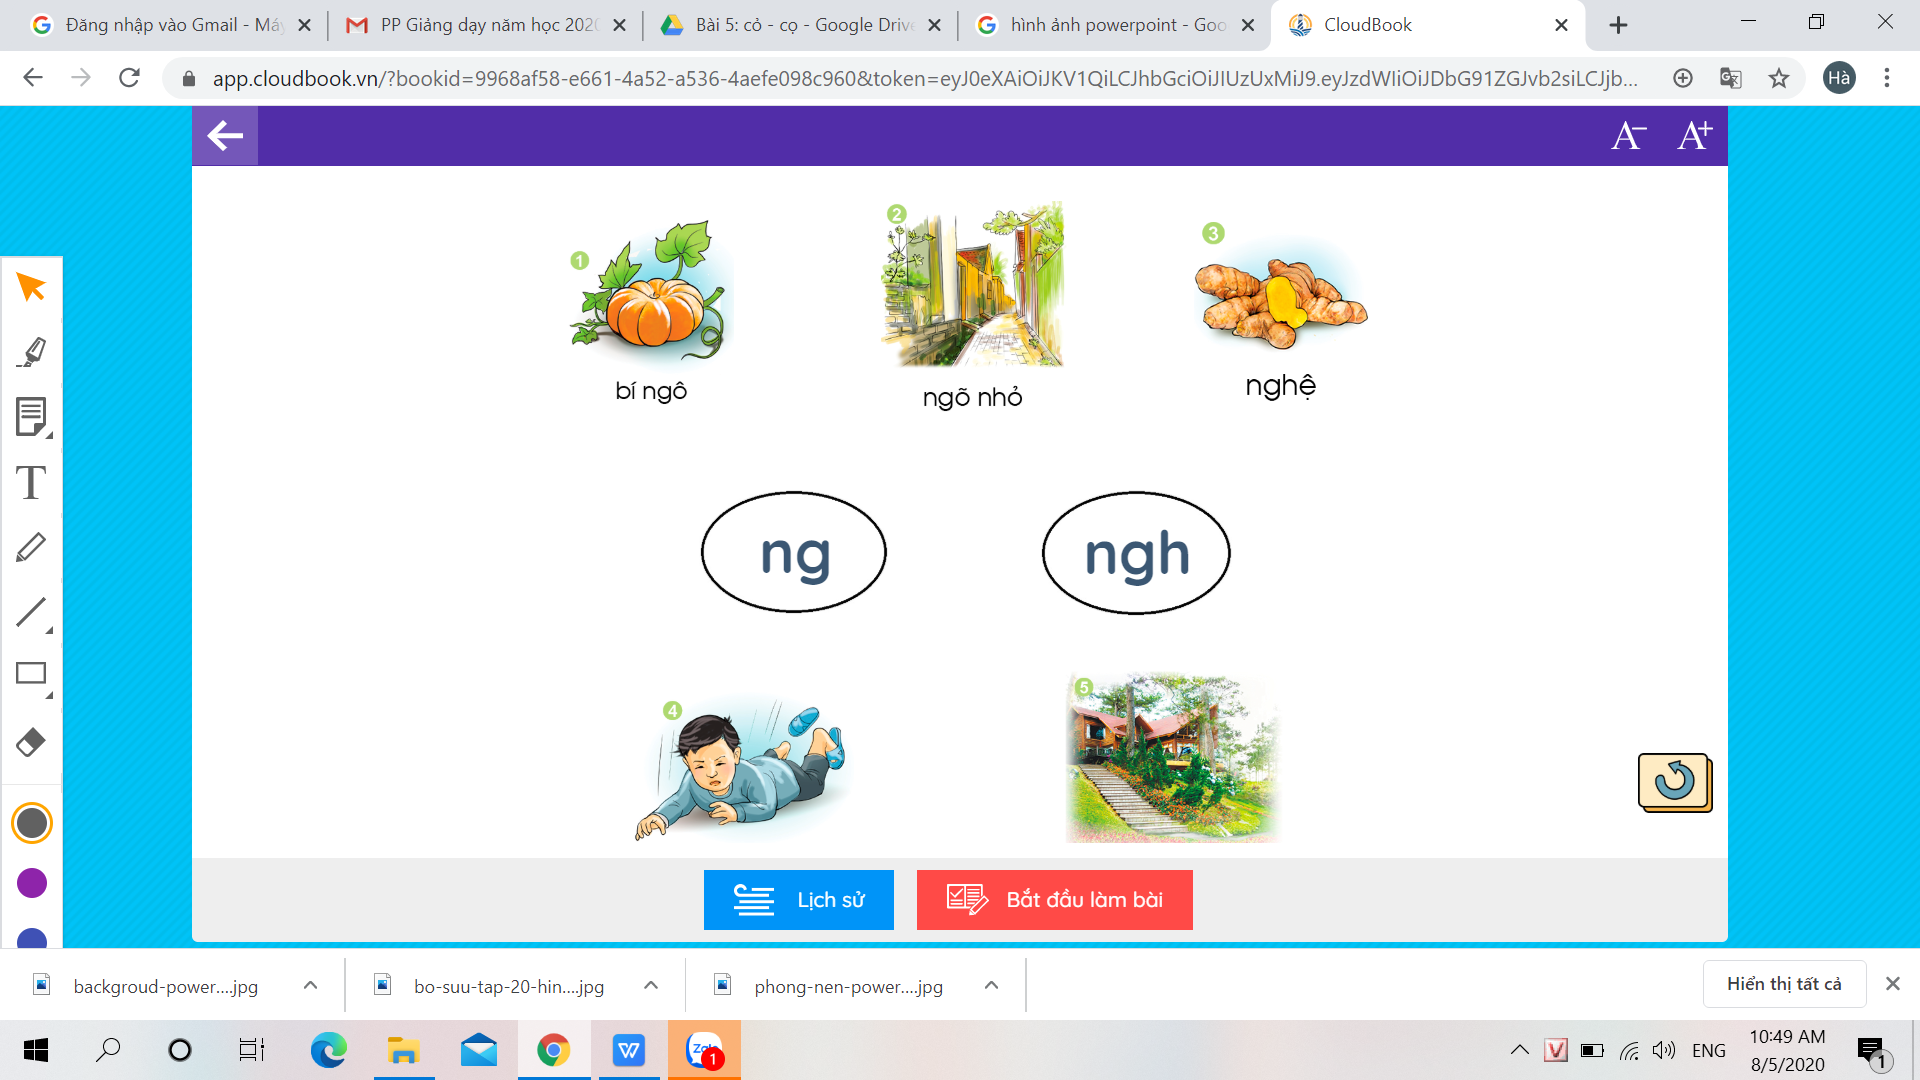 Đăng nhập vào Gmail - Má
PP Giảng dạy năm học 202
Bài 5: cỏ - cọ - Google Driv
hình ảnh powerpoint - Goo
CloudBook
app.cloudbook.vn/?bookid=9968af58-e661-4a52-a536-4aefe098c960&token=eyJ0eXAiOiJKV1QiLCJhbGciOiJIUzUxMiJ9.eyJzdWIiOiJDbG91ZGJvb2siLCJjb...
Hà
A- A+
1
2
3
bí ngô
ngõ nhỏ
nghệ
T
ng
ngh
4
5
Lịch sử
Bắt đầu làm bài
backgroud-power....jpg
bo-suu-tap-20-hin....jpg
phong-nen-power....jpg
Hiển thị tất cả
1
ENG
10:49 AM
8/5/2020
1